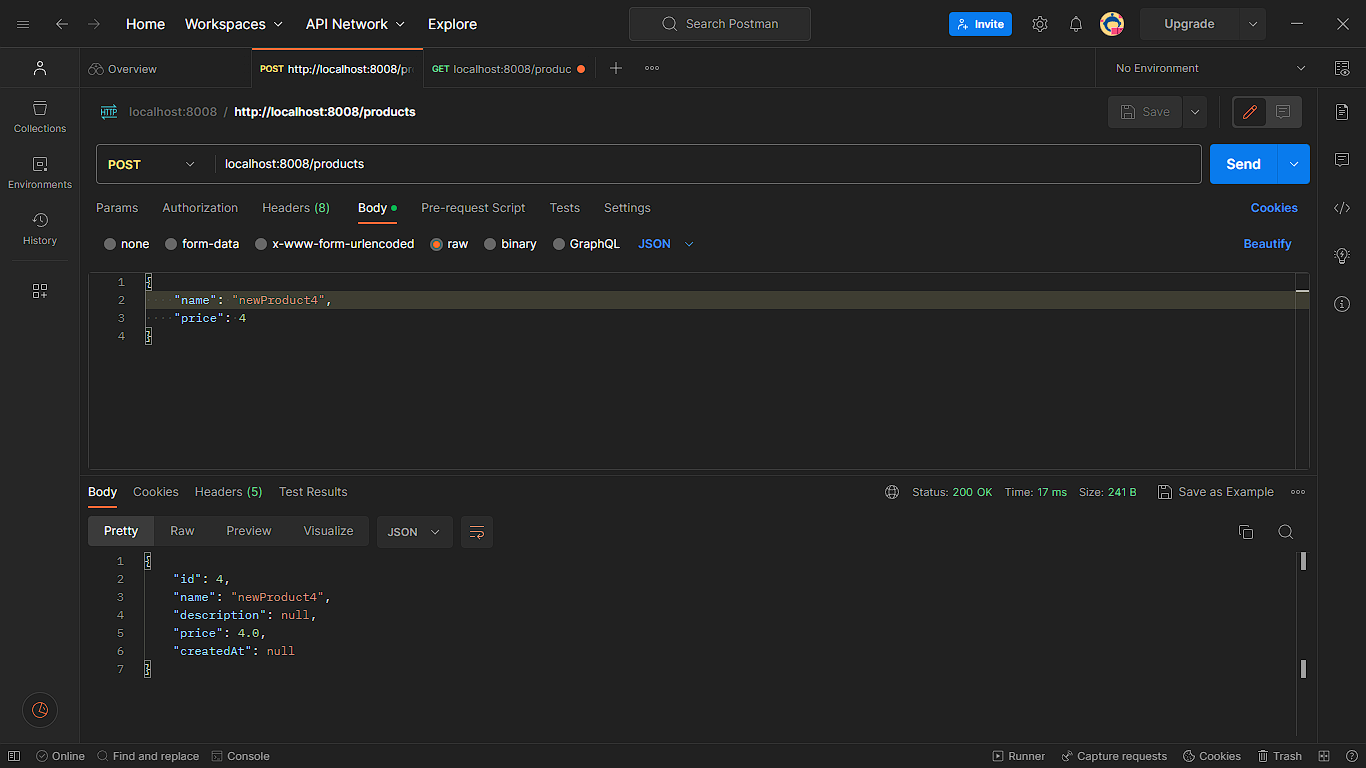 Home Workspaces API Network Explore Search Postman Invite Upgrade
Overview POST http://localhost:8008/pr GET localhost:8008/produc No Environment
HTTP localhost:8008 / http://localhost:8008/products Save
Collections
Environments
History
POST localhost:8008/products Send
Params Authorization Headers (8) Body Pre-request Script Tests Settings Cookies
none form-data x-www-form-urlencoded raw binary GraphQL JSON Beautify
1 {
2 "name": "newProduct4",
3 "price": 4
4 }
Body Cookies Headers (5) Test Results Status: 200 OK Time: 17 ms Size: 241 B Save as Example
Pretty Raw Preview Visualize JSON
1 {
2 "id": 4,
3 "name": "newProduct4",
4 "description": null,
5 "price": 4.0,
6 "createdAt": null
7 }
Online Find and replace Console Runner Capture requests Cookies Trash